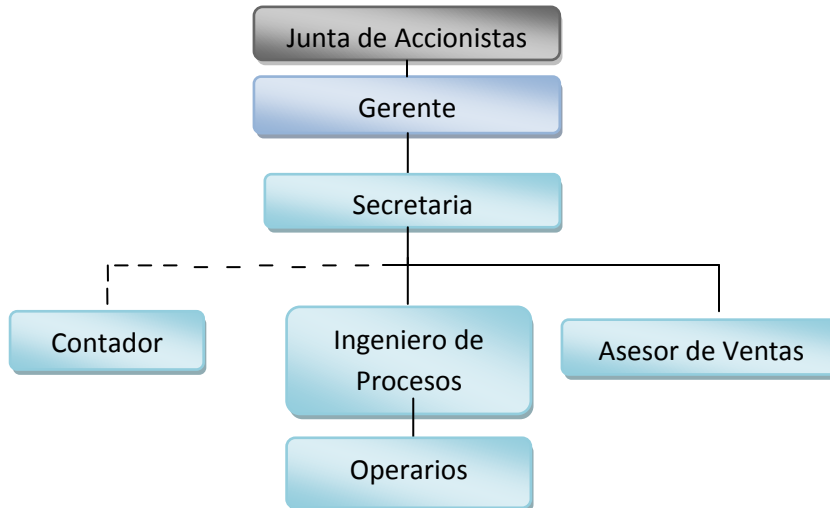 Junta de Accionistas
Gerente
Secretaria
Contador
Ingeniero de
Procesos
Asesor de Ventas
Operarios